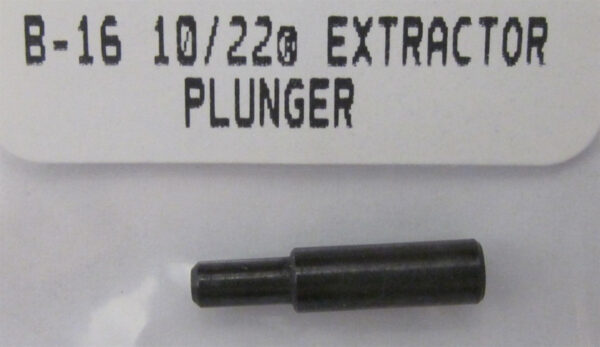 B-16 10/22® EXTRACTOR
PLUNGER